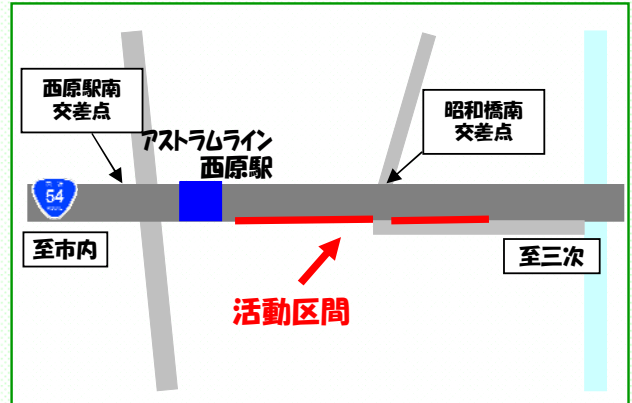 西原駅南
交差点
アストラムライン
西原駅
昭和橋南
交差点
54
至市内
至三次
活動区間